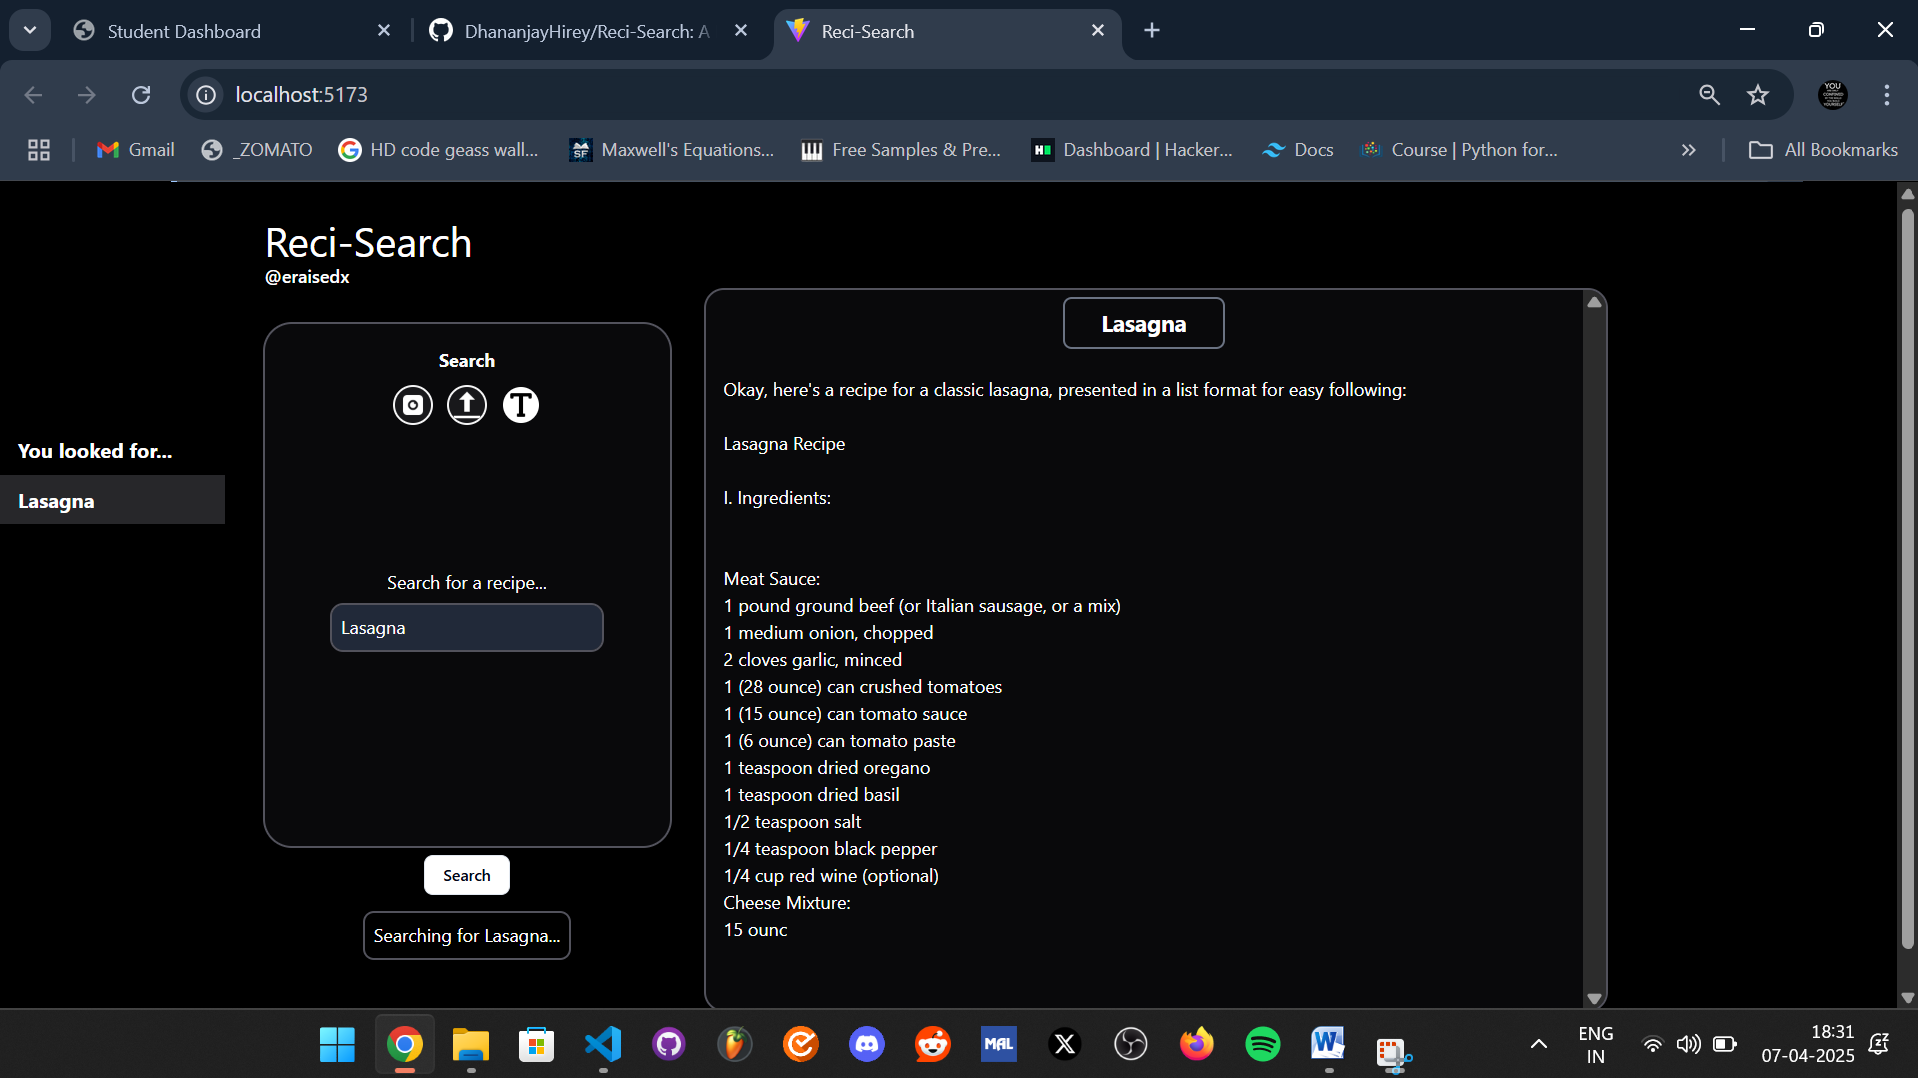 Student Dashboard
DhananjayHirey/Reci-Search: A
Reci-Search
localhost:5173
Gmail
_ZOMATO
HD code geass wall...
Maxwell's Equations...
Free Samples & Pre...
Dashboard | Hacker...
Docs
Course | Python for...
All Bookmarks
Reci-Search
@eraisedx
You looked for...
Lasagna
Search
Search for a recipe...
Lasagna
Search
Searching for Lasagna...
Lasagna
Okay, here's a recipe for a classic lasagna, presented in a list format for easy following:
Lasagna Recipe
I. Ingredients:
Meat Sauce:
1 pound ground beef (or Italian sausage, or a mix)
1 medium onion, chopped
2 cloves garlic, minced
1 (28 ounce) can crushed tomatoes
1 (15 ounce) can tomato sauce
1 (6 ounce) can tomato paste
1 teaspoon dried oregano
1 teaspoon dried basil
1/2 teaspoon salt
1/4 teaspoon black pepper
1/4 cup red wine (optional)
Cheese Mixture:
15 ounc
MAL
ENG
IN
18:31
07-04-2025